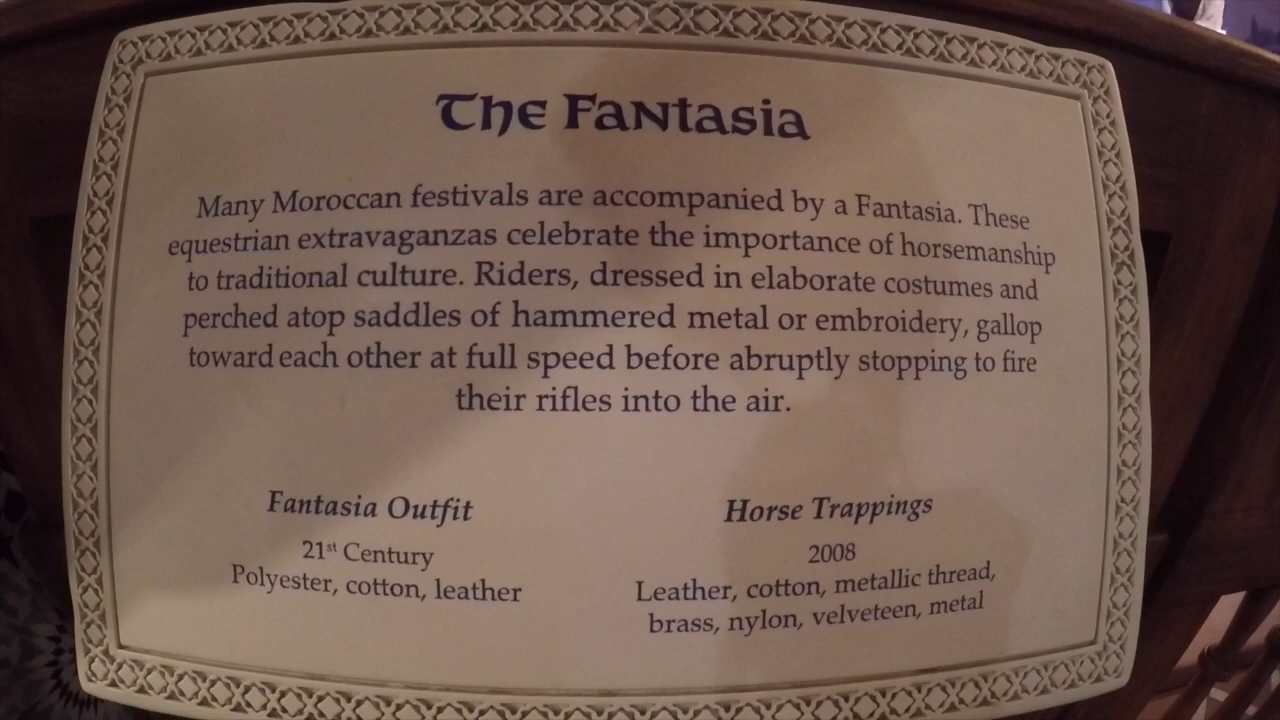 The Fantasia
Many Moroccan festivals are accompanied by a Fantasia. These
equestrian extravaganzas celebrate the importance of horsemanship
to traditional culture. Riders, dressed in elaborate costumes and
perched atop saddles of hammered metal or embroidery, gallop
toward each other at full speed before abruptly stopping to fire
their rifles into the air.
Fantasia Outfit
21st Century
Polyester, cotton, leather
Horse Trappings
2008
Leather, cotton, metallic thread,
brass, nylon, velveteen, metal